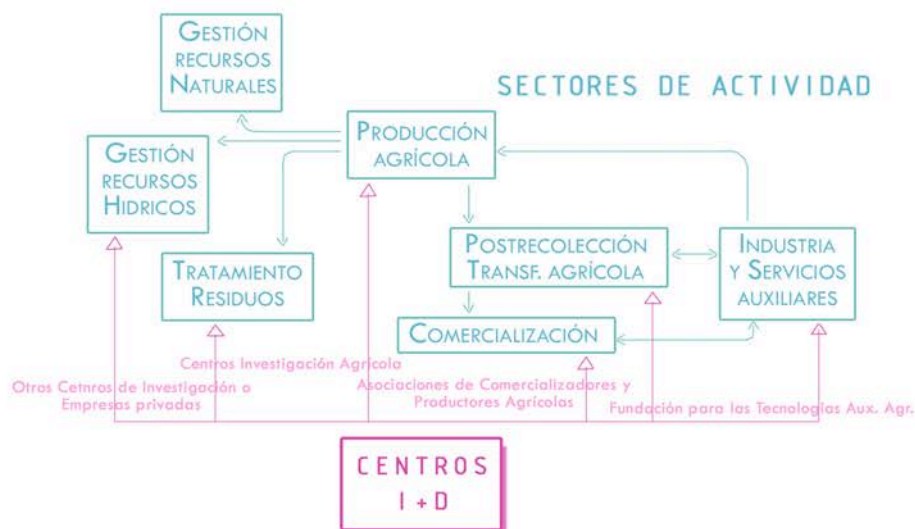 GESTIÓN
RECURSOS
NATURALES
SECTORES DE ACTIVIDAD
PRODUCCIÓN
AGRÍCOLA
GESTIÓN
RECURSOS
HIDRICOS
POSTRECOLECCIÓN
TRANSF. AGRÍCOLA
INDUSTRIA
Y SERVICIOS
AUXILIARES
TRATAMIENTO
RESIDUOS
COMERCIALIZACIÓN
Centros Investigación Agrícola
Otros Cetnros de Investigación o
Empresas privadas
Asociaciones de Comercializadores y
Productores Agrícolas
Fundación para las Tecnologías Aux. Agr.
CENTROS
I + D